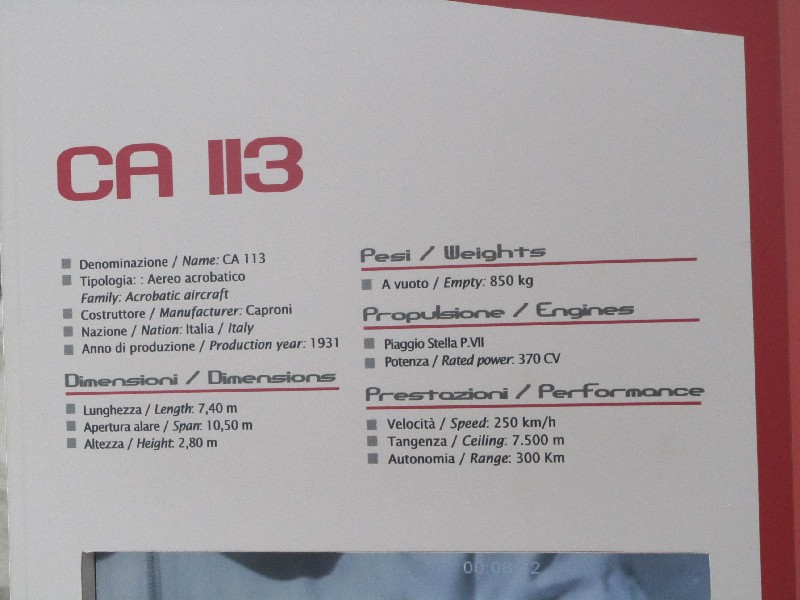 CA 113
Denominazione / Name: CA 113
Tipologia: : Aereo acrobatico
Family: Acrobatic aircraft
Costruttore / Manufacturer: Caproni
Nazione / Nation: Italia / Italy
Anno di produzione / Production year: 1931
Dimensioni / Dimensions
Lunghezza / Length: 7,40 m
Apertura alare / Span: 10,50 m
Altezza / Height: 2,80 m
Pesi / Weights
A vuoto / Empty: 850 kg
Propulsione / Engines
Piaggio Stella P.VII
Potenza / Rated power: 370 CV
Prestazioni / Performance
Velocità / Speed: 250 km/h
Tangenza / Ceiling: 7.500 m
Autonomia / Range: 300 Km